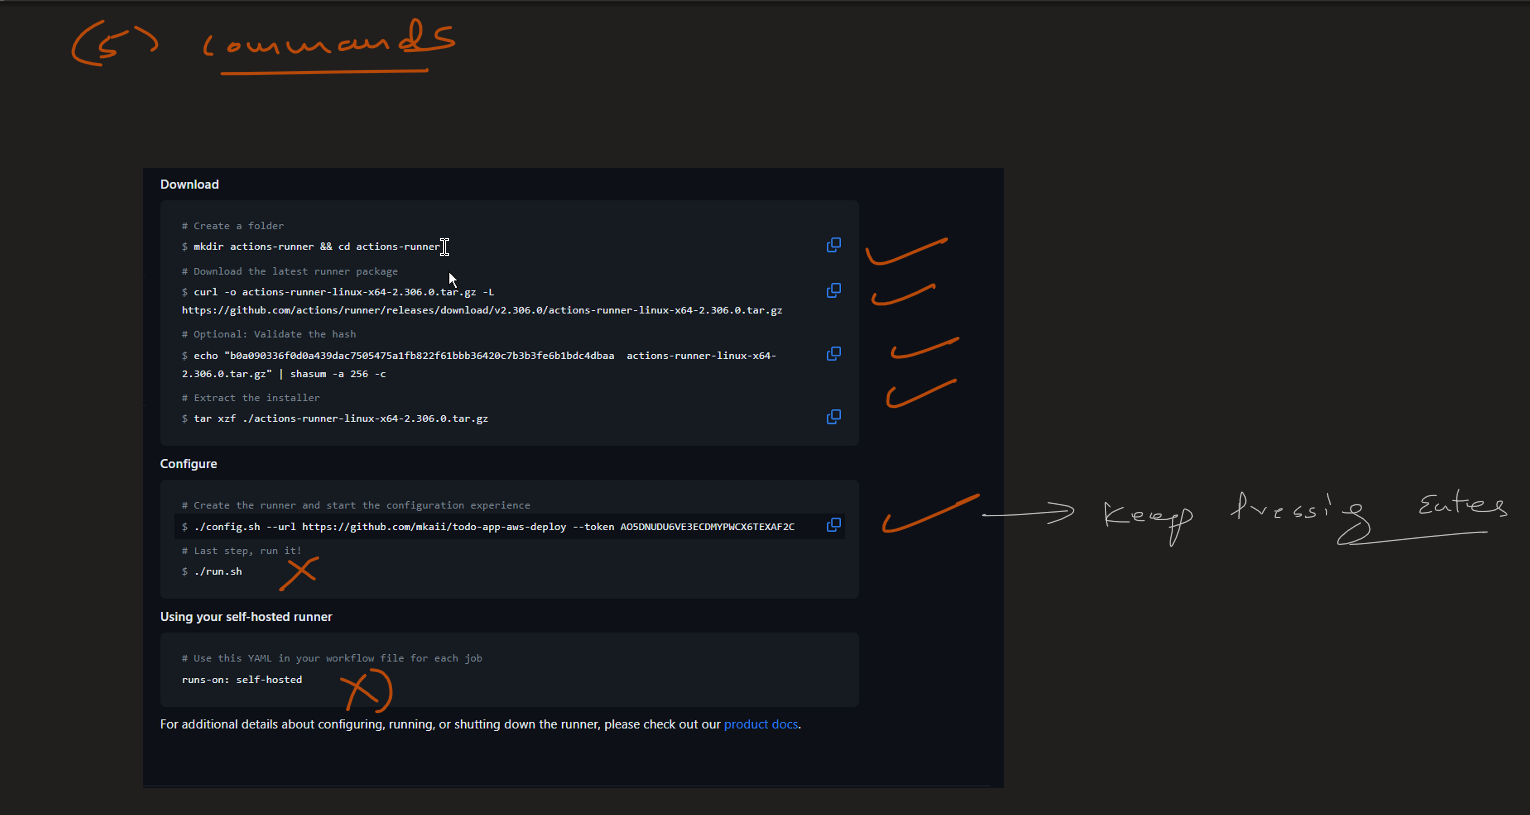 (5) Commands
Download
# Create a folder
$ mkdir actions-runner && cd actions-runner
# Download the latest runner package
$ curl -o actions-runner-linux-x64-2.306.0.tar.gz -L
https://github.com/actions/runner/releases/download/v2.306.0/actions-runner-linux-x64-2.306.0.tar.gz
# Optional: Validate the hash
$ echo "b0a090336f0d0a439dac7505475a1fb822f61bbb36420c7b3b3fe6b1bdc4dbaa  actions-runner-linux-x64-
2.306.0.tar.gz" | shasum -a 256 -c
# Extract the installer
$ tar xzf ./actions-runner-linux-x64-2.306.0.tar.gz
Configure
# Create the runner and start the configuration experience
$ ./config.sh --url https://github.com/mkaii/todo-app-aws-deploy --token AO5DNUDU6VE3ECDMYPWCX6TEXAF2C
Keep Pressing Enter
# Last step, run it!
$ ./run.sh
Using your self-hosted runner
# Use this YAML in your workflow file for each job
runs-on: self-hosted
For additional details about configuring, running, or shutting down the runner, please check out our product docs.